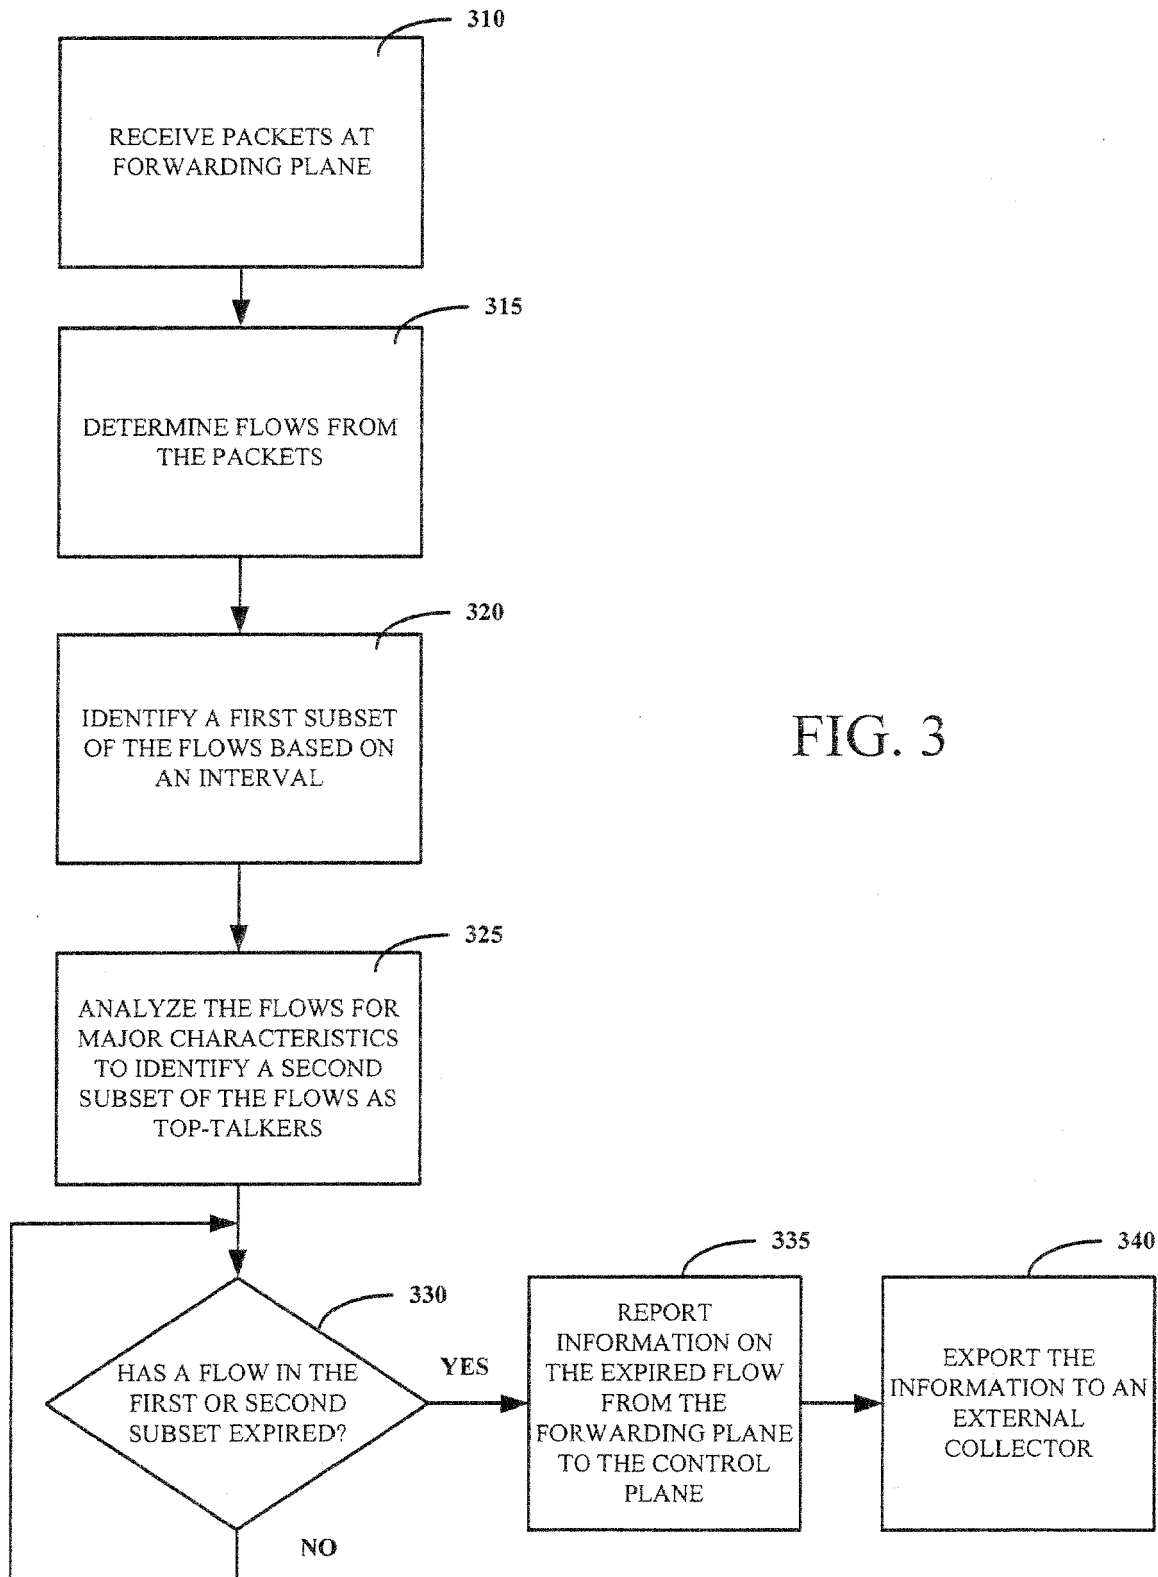 310
RECEIVE PACKETS AT
FORWARDING PLANE
315
DETERMINE FLOWS FROM
THE PACKETS
320
IDENTIFY A FIRST SUBSET
OF THE FLOWS BASED ON
AN INTERVAL
FIG. 3
325
ANALYZE THE FLOWS FOR
MAJOR CHARACTERISTICS
TO IDENTIFY A SECOND
SUBSET OF THE FLOWS AS
TOP-TALKERS
330
HAS A FLOW IN THE
FIRST OR SECOND
SUBSET EXPIRED?
YES
NO
335
REPORT
INFORMATION ON
THE EXPIRED FLOW
FROM THE
FORWARDING PLANE
TO THE CONTROL
PLANE
340
EXPORT THE
INFORMATION TO AN
EXTERNAL
COLLECTOR